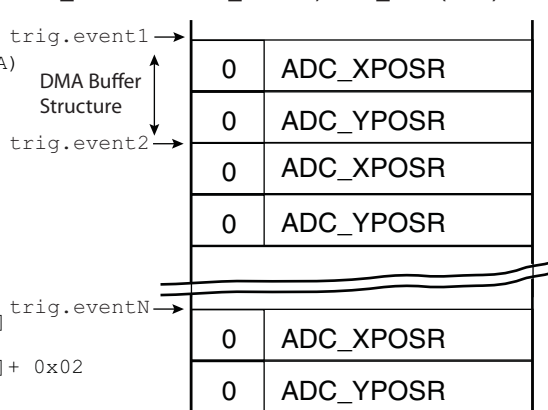 trig.event1
A)
0 ADC_XPOSR
DMA Buffer
Structure
0 ADC_YPOSR
trig.event2
0 ADC_XPOSR
0 ADC_YPOSR
trig.eventN
]
0 ADC_XPOSR
]+ 0x02
0 ADC_YPOSR